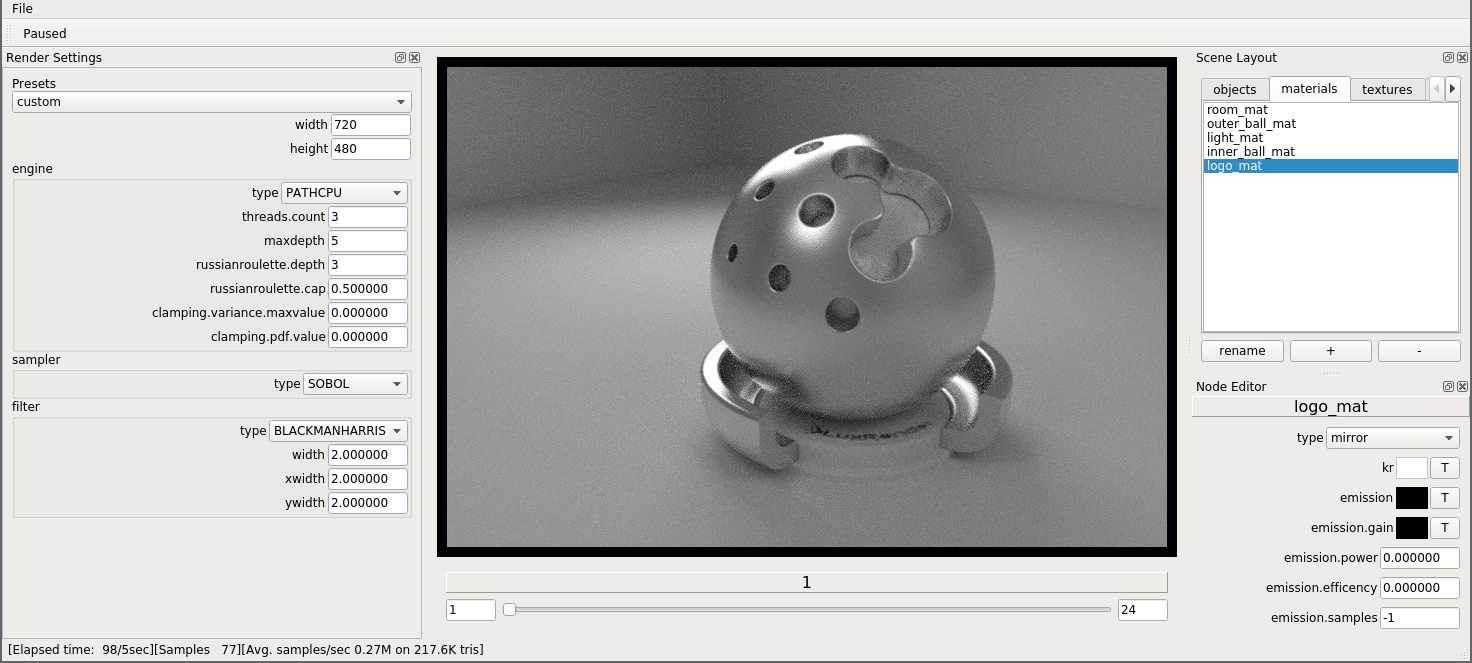 File
Paused
Render Settings
Presets
custom
width 720
height 480
engine
type PATHCPU
threads.count 3
maxdepth 5
russianroulette.depth 3
russianroulette.cap 0.500000
clamping.variance.maxvalue 0.000000
clamping.pdf.value 0.000000
sampler
type SOBOL
filter
type BLACKMANHARRIS
width 2.000000
xwidth 2.000000
ywidth 2.000000
1
1 24
Scene Layout
objects materials textures
room_mat
outer_ball_mat
light_mat
inner_ball_mat
logo_mat
rename + -
Node Editor
logo_mat
type mirror
kr T
emission T
emission.gain T
emission.power 0.000000
emission.efficency 0.000000
emission.samples -1
[Elapsed time: 98/5sec][Samples 77][Avg. samples/sec 0.27M on 217.6K tris]